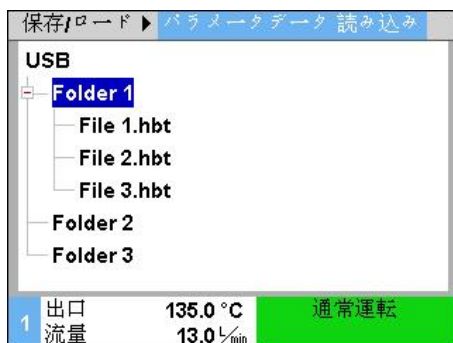 保存/ロード ▶ パラメータデータ 読み込み
USB
Folder 1
File 1.hbt
File 2.hbt
File 3.hbt
Folder 2
Folder 3
1 出口 135.0 °C 通常運転
流量 13.0 L/min